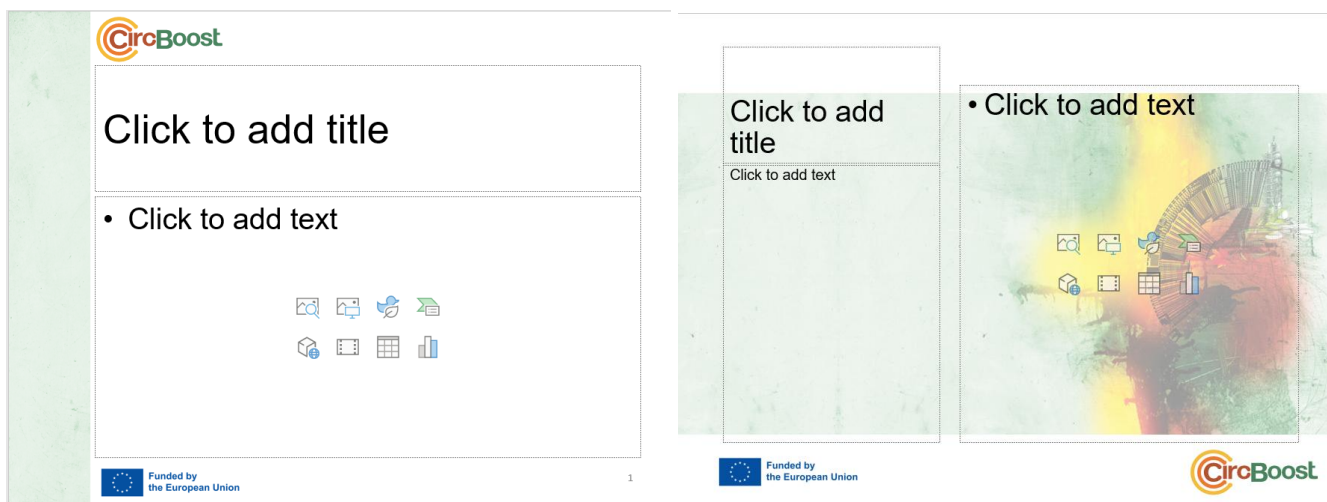 CircBoost
Click to add title
• Click to add text
Funded by
the European Union
1
Click to add
title
Click to add text
• Click to add text
Funded by
the European Union
CircBoost